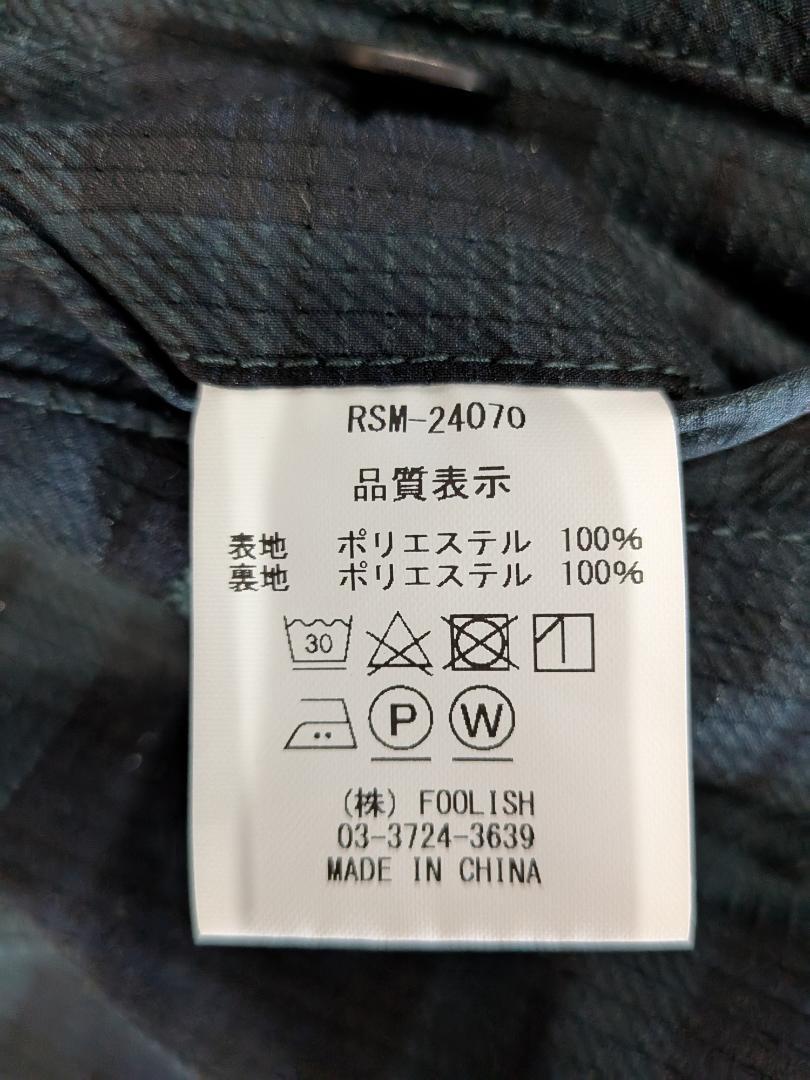 RSM-24070
品質表示
表地 ポリエステル 100%
裏地 ポリエステル 100%
30
P W
(株) FOOLISH
03-3724-3639
MADE IN CHINA